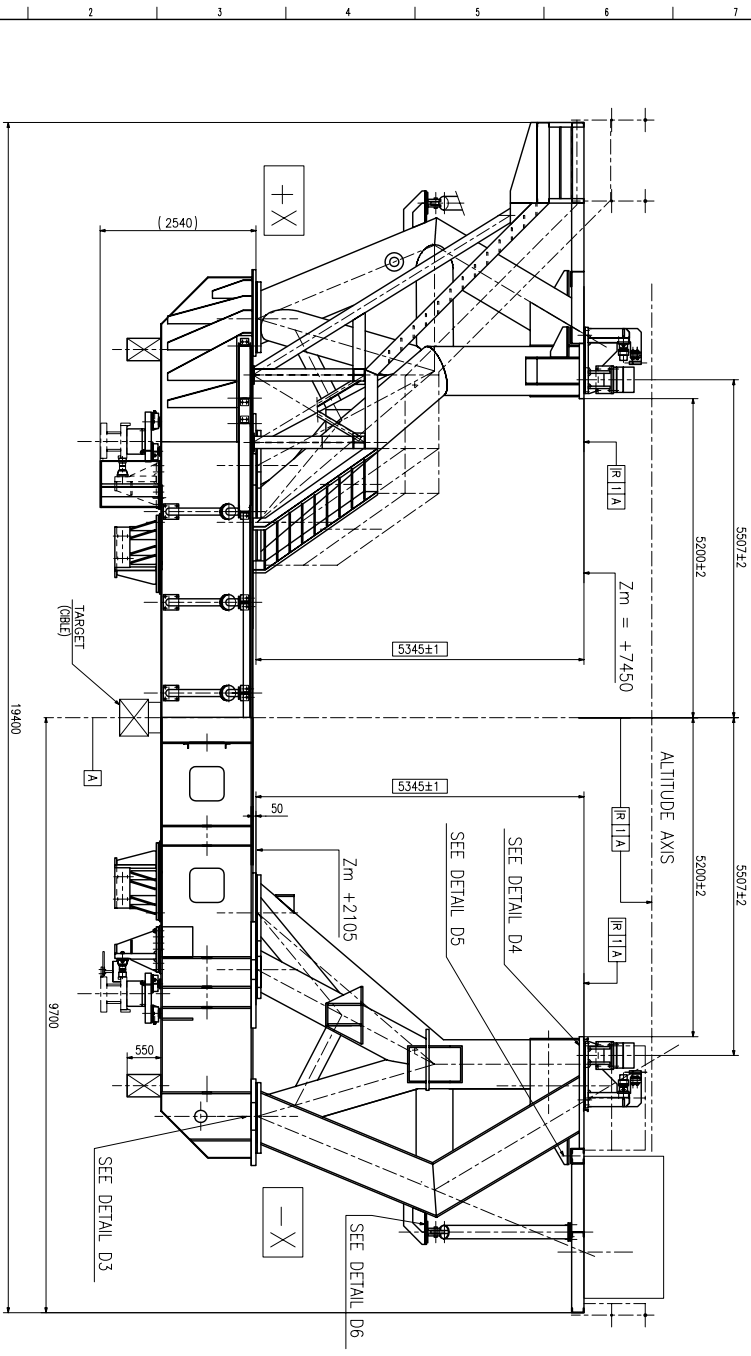 2
3
4
5
6
7
+X
(2540)
R 1 A
5507±2
5200±2
Zm = +7450
5345±1
TARGET
(CIBLE)
19400
A
R 1 A
ALTITUDE AXIS
5345±1
50
Zm +2105
5507±2
5200±2
SEE DETAIL D4
SEE DETAIL D5
R 1 A
9700
550
SEE DETAIL D3
-X
SEE DETAIL D6